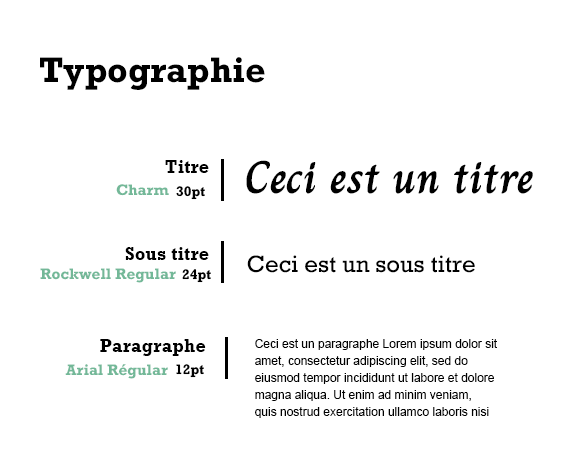 Typographie
Titre
Charm 30pt
Ceci est un titre
Sous titre
Rockwell Regular 24pt
Ceci est un sous titre
Paragraphe
Arial Régular 12pt
Ceci est un paragraphe Lorem ipsum dolor sit
amet, consectetur adipiscing elit, sed do
eiusmod tempor incididunt ut labore et dolore
magna aliqua. Ut enim ad minim veniam,
quis nostrud exercitation ullamco laboris nisi